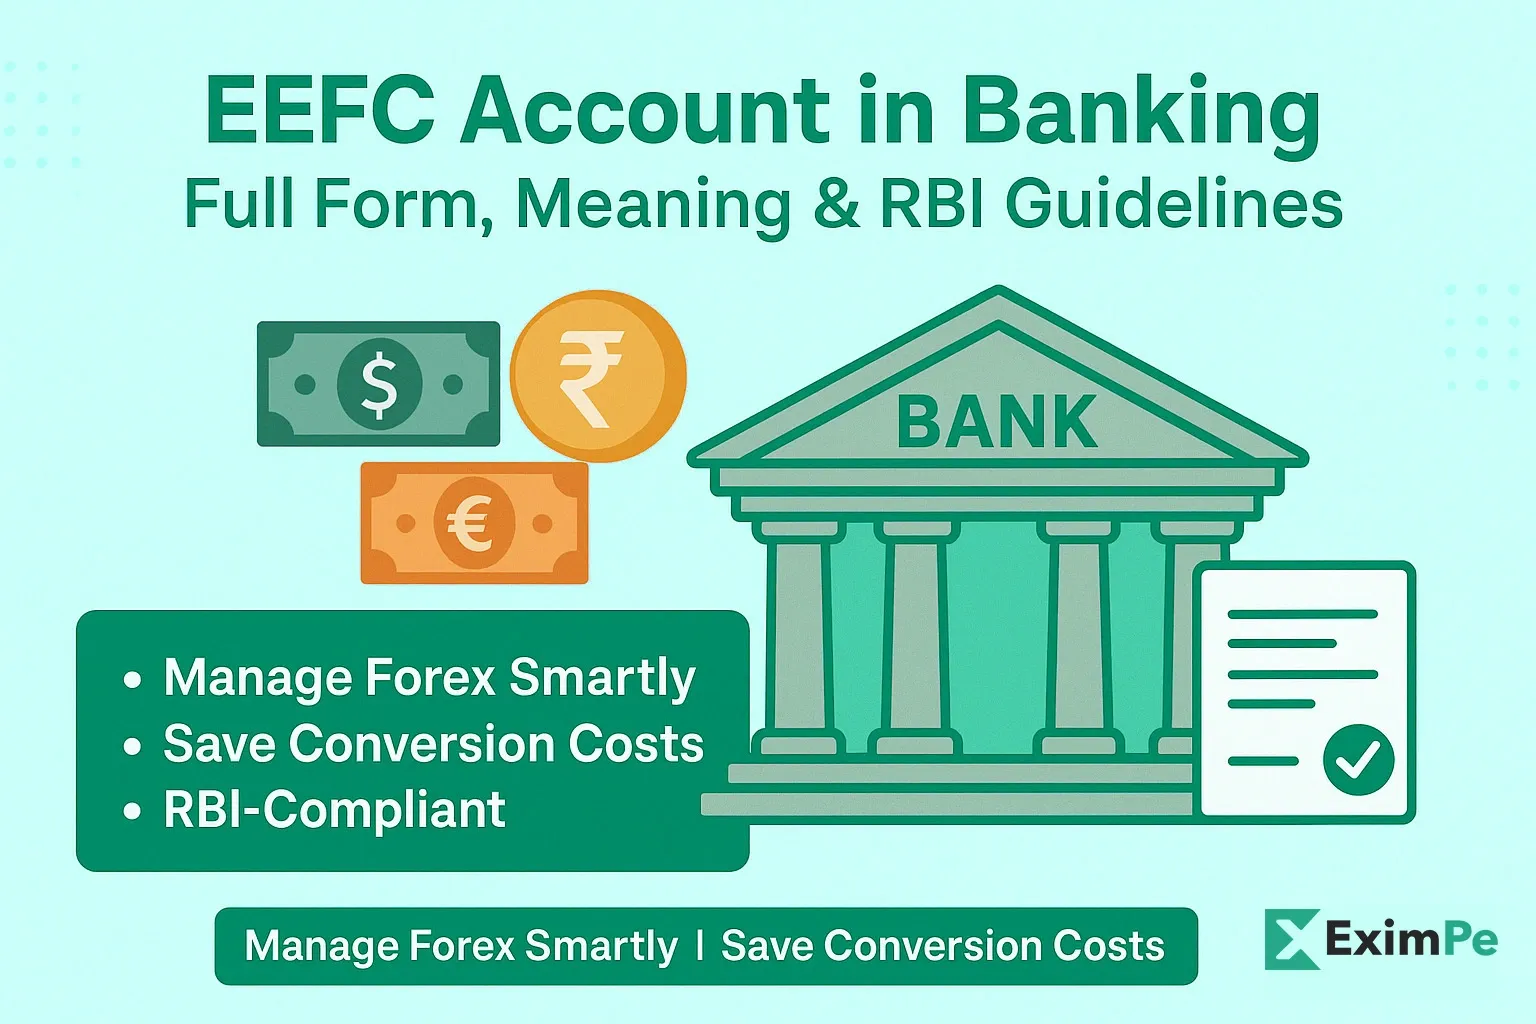 EEFC Account in Banking
Full Form, Meaning & RBI Guidelines
$
₹
€
BANK
• Manage Forex Smartly
• Save Conversion Costs
• RBI-Compliant
Manage Forex Smartly | Save Conversion Costs
EximPe